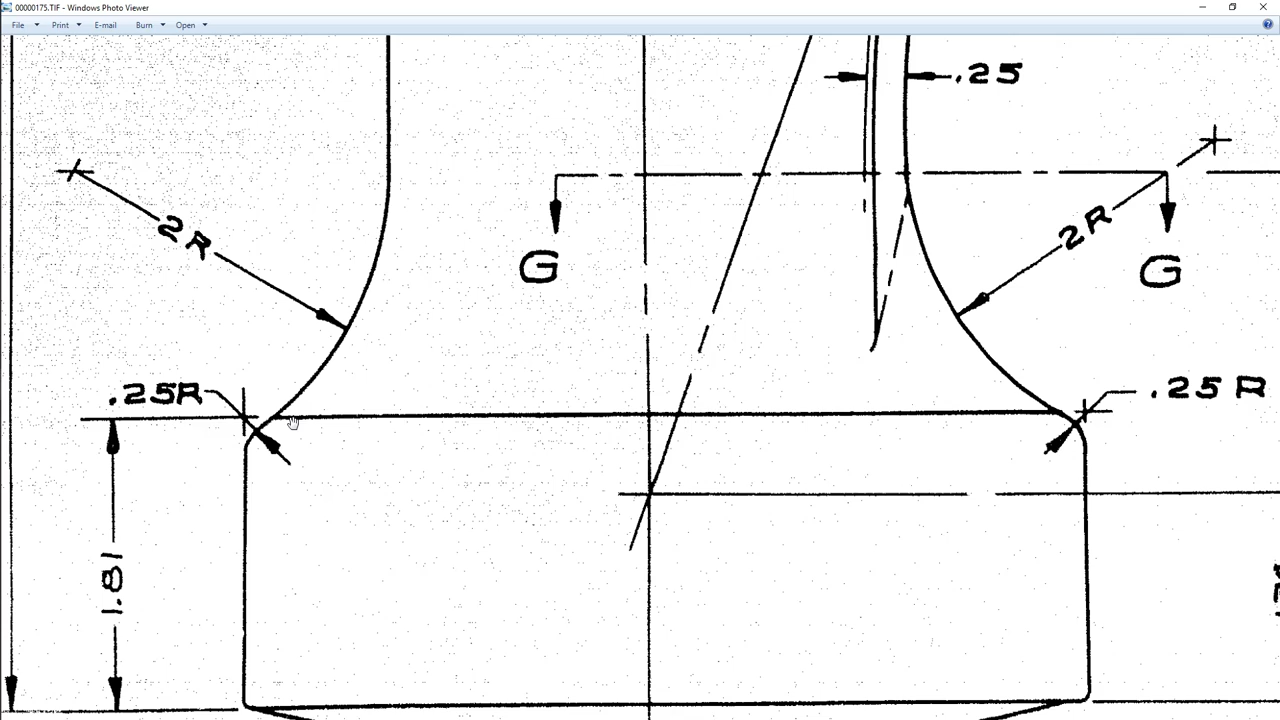 00000175.TIF - Windows Photo Viewer
File Print E-mail Burn Open
.25
2R
2R
G
G
.25R
.25 R
1.81